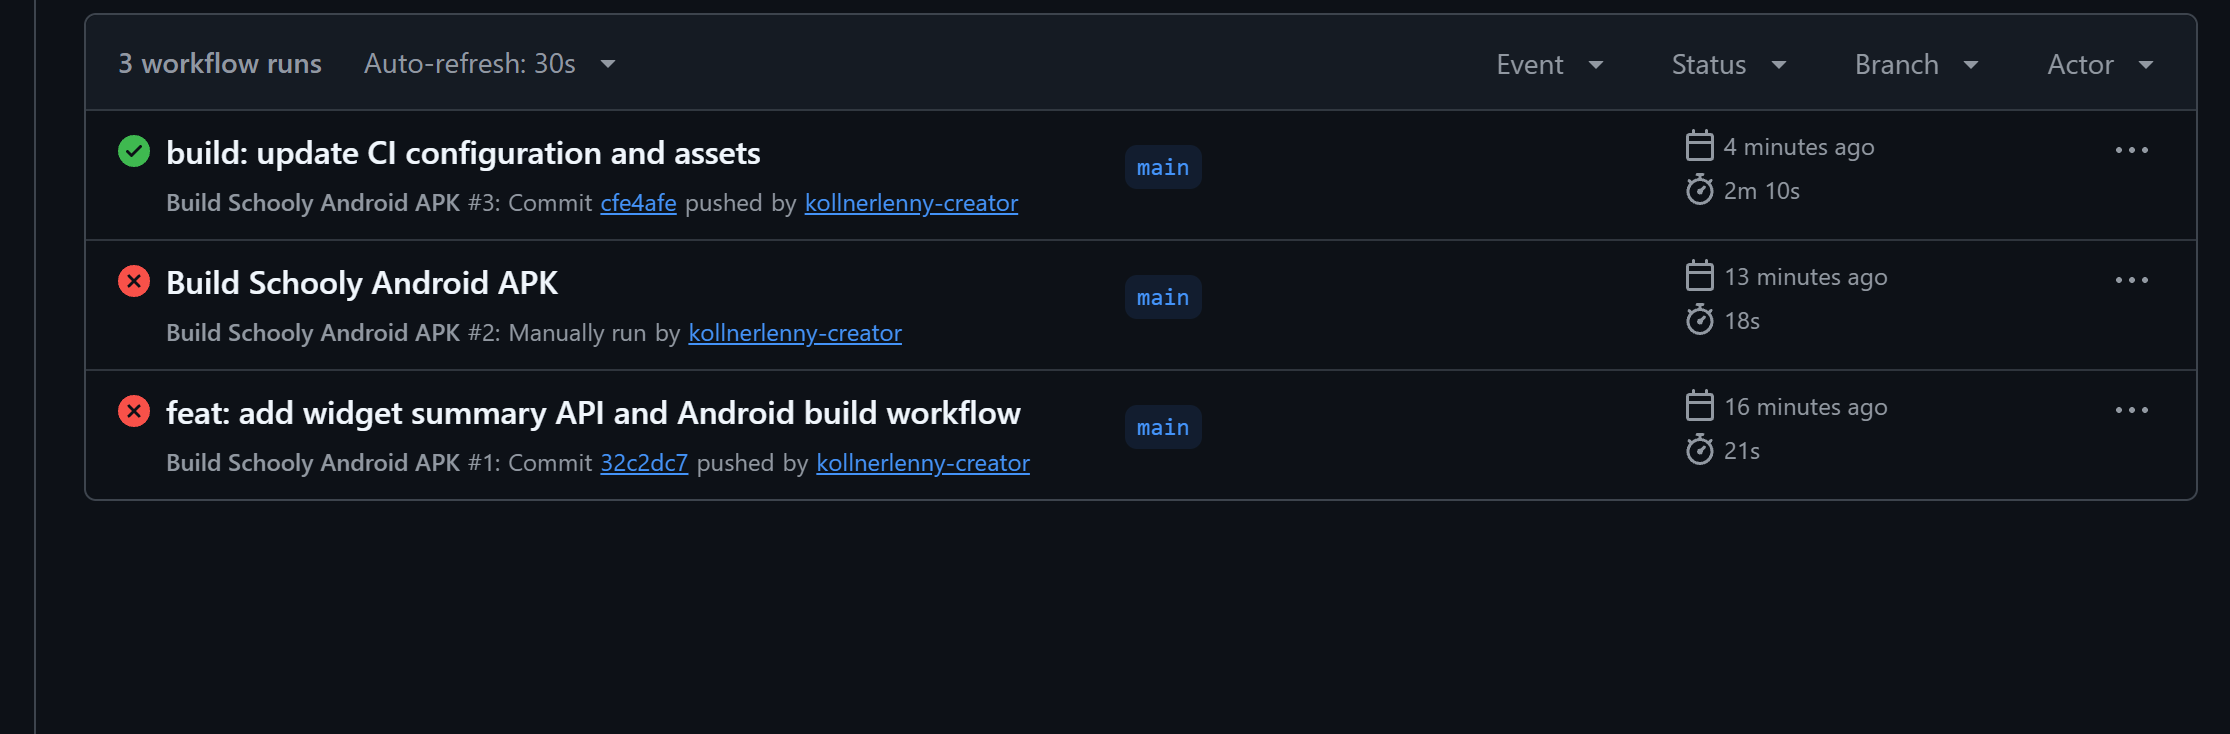 3 workflow runs Auto-refresh: 30s Event Status Branch Actor
build: update CI configuration and assets
main
4 minutes ago
Build Schooly Android APK #3: Commit cfe4afe pushed by kollnerlenny-creator
2m 10s
Build Schooly Android APK
main
13 minutes ago
Build Schooly Android APK #2: Manually run by kollnerlenny-creator
18s
feat: add widget summary API and Android build workflow
main
16 minutes ago
Build Schooly Android APK #1: Commit 32c2dc7 pushed by kollnerlenny-creator
21s